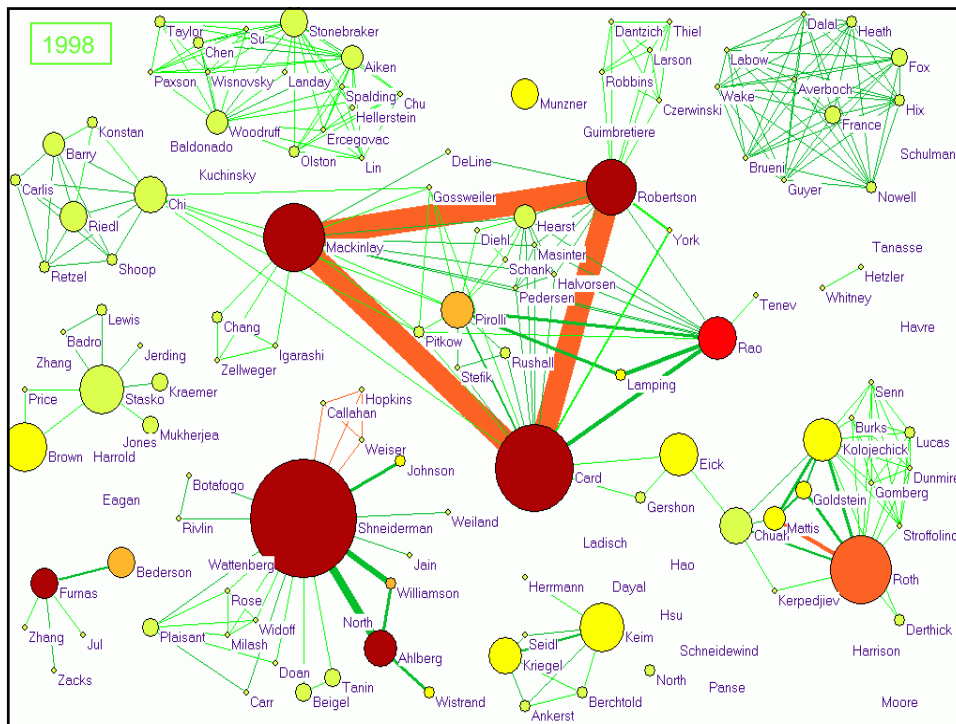 1998
Taylor
Su
Stonebraker
Chen
Aiken
Paxson
Wisnovsky
Landay
Spalding
Chu
Hellerstein
Woodruff
Ercegovac
Baldonado
Olston
Lin
Kuchinsky
Munzner
Dantzich
Thiel
Larson
Robbins
Czerwinski
Guimbretiere
Dalal
Heath
Labow
Fox
Wake
Averboch
Hix
France
Schulman
Brueni
Guyer
Nowell
Konstan
Barry
Carlis
Chi
Riedl
Retzel
Shoop
DeLine
Gossweiler
Robertson
Mackinlay
Hearst
York
Diehl
Masinter
Schank
Halvorsen
Pedersen
Tanasse
Hetzler
Whitney
Tenev
Havre
Pirolli
Rao
Chang
Pitkow
Igarashi
Zellweger
Rushall
Stefik
Lamping
Lewis
Badro
Zhang
Jerding
Kraemer
Price
Stasko
Jones
Mukherjea
Brown
Harrold
Hopkins
Callahan
Weiser
Johnson
Card
Eick
Gershon
Senn
Burks
Lucas
Kolojechick
Dunmire
Goldstein
Gomberg
Mattis
Stroffolino
Chuah
Roth
Kerpedjiev
Derthick
Harrison
Eagan
Botafogo
Rivlin
Shneiderman
Weiland
Ladisch
Jain
Wattenberg
Hao
Bederson
Furnas
Rose
Williamson
Herrmann
Dayal
Hsu
North
Widoff
Plaisant
Milash
Zhang
Jul
Seidl
Keim
Kriegel
Schneidewind
Doan
Ahlberg
Zacks
Carr
Beigel
Tanin
Wistrand
Ankerst
Berchtold
North
Panse
Moore